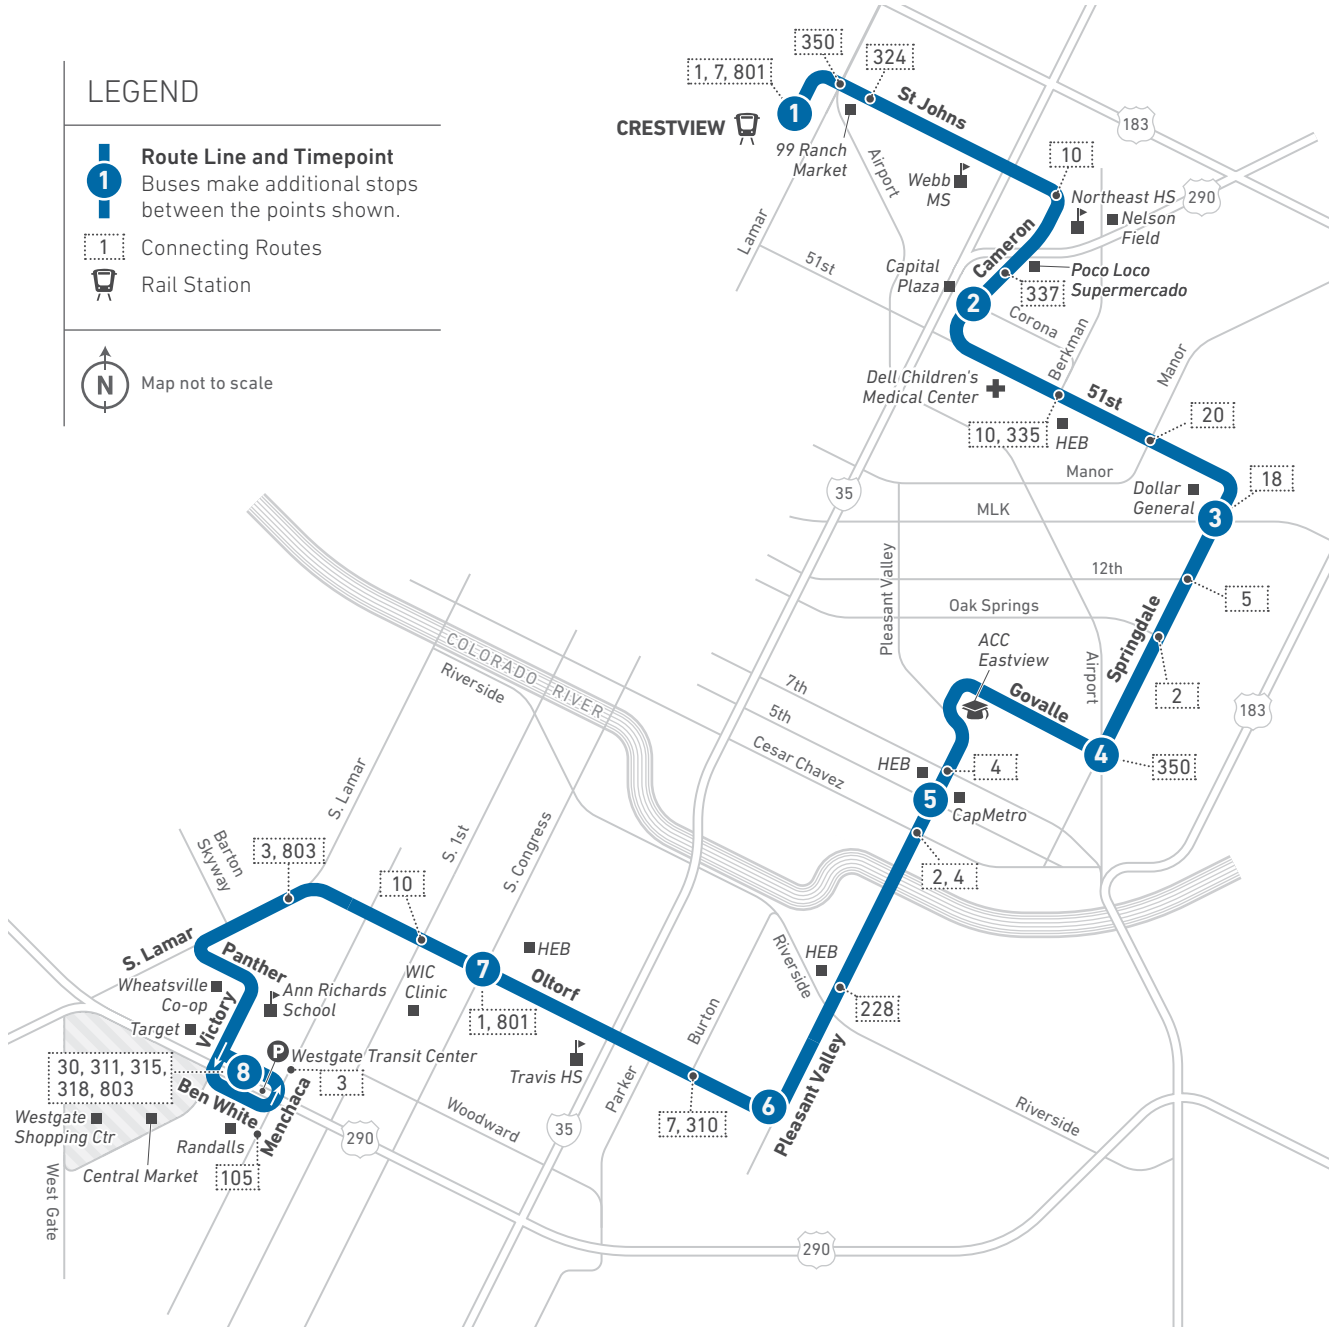 LEGEND
1
Route Line and Timepoint
Buses make additional stops
between the points shown.
1
Connecting Routes
Rail Station
N
Map not to scale
350
324
1, 7, 801
1
CRESTVIEW
St Johns
99 Ranch
Market
Airport
Webb
MS
183
10
Northeast HS
290
Nelson
Field
Lamar
51st
Cameron
Capital
Plaza
Poco Loco
Supermercado
337
2
Corona
Berkman
Manor
Dell Children's
Medical Center
51st
20
10, 335
HEB
Manor
Dollar
General
18
35
MLK
3
Pleasant Valley
12th
5
Oak Springs
Springdale
ACC
Eastview
Airport
COLORADO RIVER
Riverside
7th
5th
Govalle
2
183
Cesar Chavez
HEB
4
4
350
5
CapMetro
2, 4
S. Lamar
S. 1st
S. Congress
Barton
Skyway
3, 803
10
S. Lamar
Panther
WIC
Clinic
7
HEB
Oltorf
Riverside
HEB
228
Wheatsville
Co-op
Ann Richards
School
Victory
Target
1, 801
Burton
P
Westgate Transit Center
30, 311, 315,
318, 803
8
3
Travis HS
Parker
7, 310
6
Pleasant Valley
Ben White
Menchaca
Westgate
Shopping Ctr
Randalls
Central Market
105
290
Woodward
35
Riverside
West Gate
290